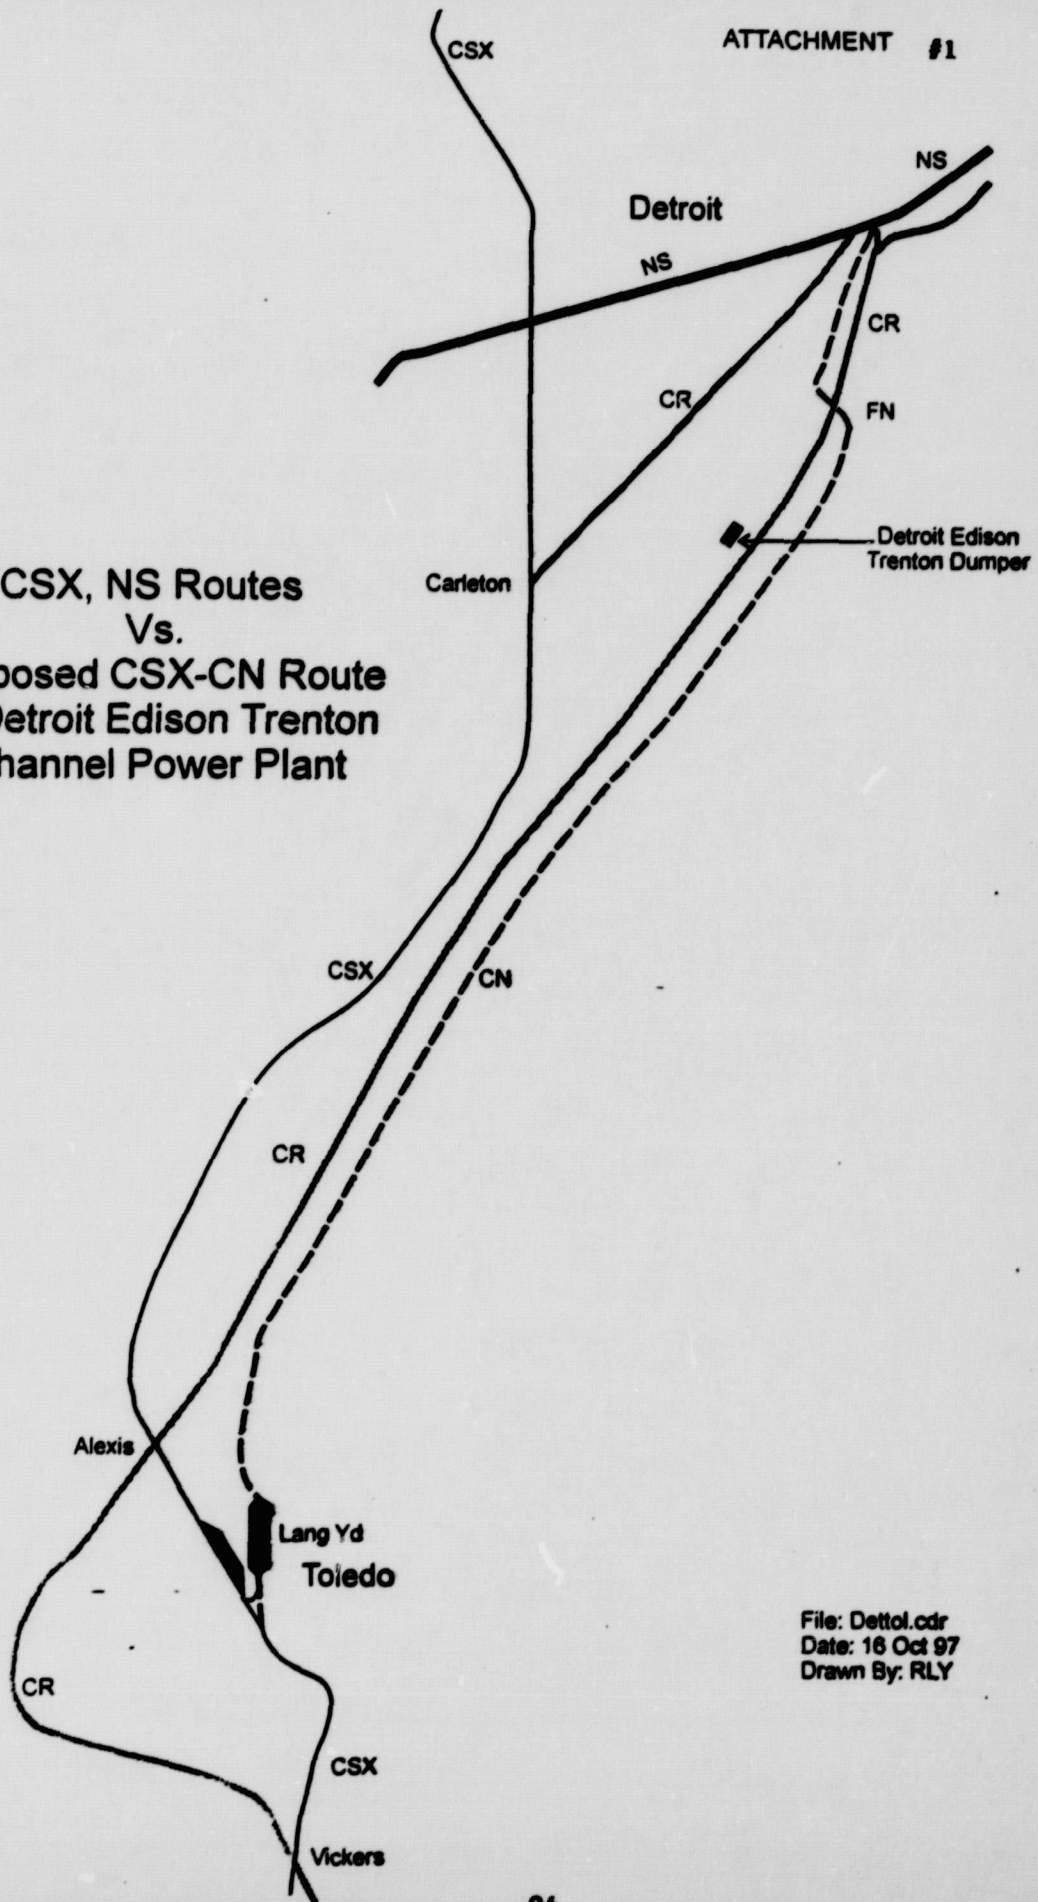 ATTACHMENT #1
CSX
NS
Detroit
NS
CR
CR
FN
Detroit Edison
Trenton Dumper
Carleton
CSX, NS Routes
Vs.
posed CSX-CN Route
etroit Edison Trenton
hannel Power Plant
CSX
CN
CR
Alexis
Lang Yd
Toledo
File: Dettol.cdr
Date: 16 Oct 97
Drawn By: RLY
CR
CSX
Vickers